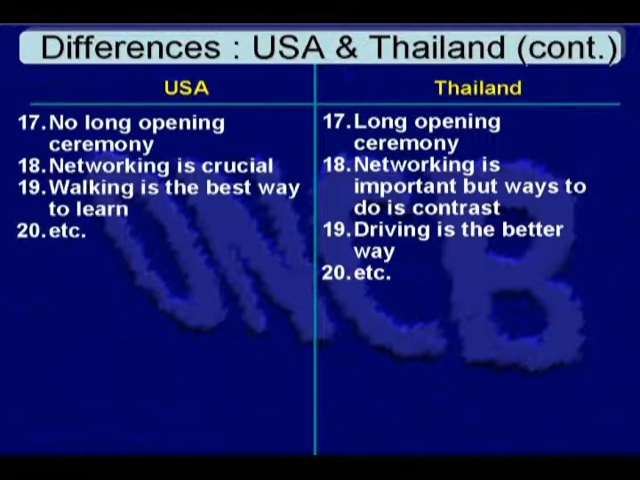 Differences : USA & Thailand (cont.)
USA
17. No long opening
ceremony
18. Networking is crucial
19. Walking is the best way
to learn
20. etc.
Thailand
17. Long opening
ceremony
18. Networking is
important but ways to
do is contrast
19. Driving is the better
way
20. etc.
ONCB